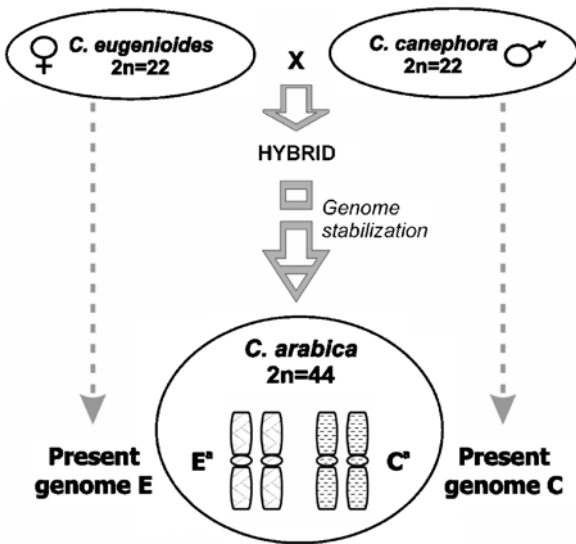 C. eugenioides
2n=22
X
C. canephora
2n=22
HYBRID
Genome
stabilization
C. arabica
2n=44
Eª
Cª
Present
genome E
Present
genome C